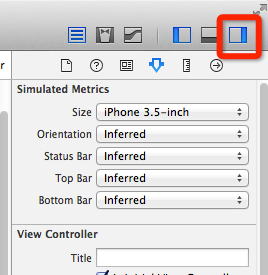 r
Simulated Metrics
Size iPhone 3.5-inch
Orientation Inferred
Status Bar Inferred
Top Bar Inferred
Bottom Bar Inferred
View Controller
Title